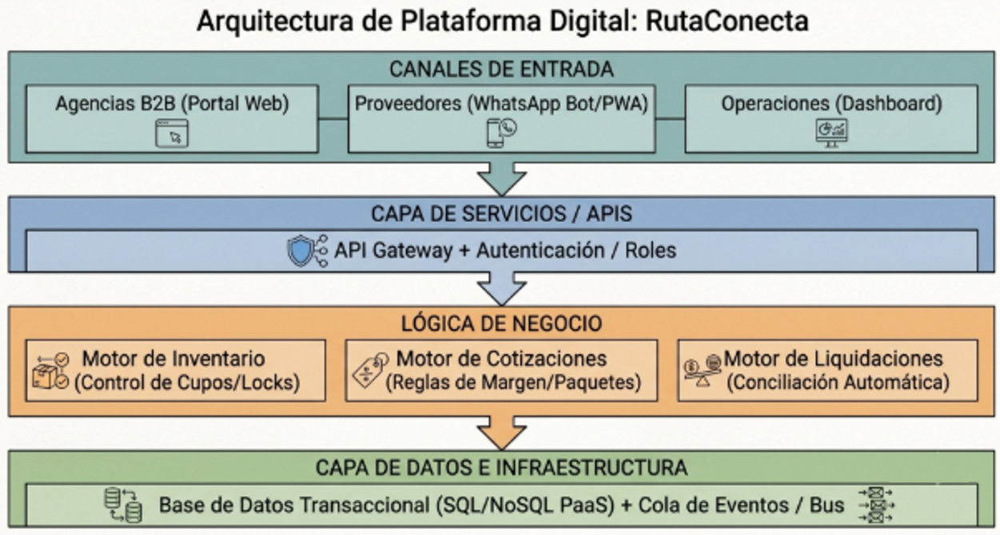 Arquitectura de Plataforma Digital: RutaConecta
CANALES DE ENTRADA
Agencias B2B (Portal Web)
Proveedores (WhatsApp Bot/PWA)
Operaciones (Dashboard)
CAPA DE SERVICIOS / APIS
API Gateway + Autenticación / Roles
LÓGICA DE NEGOCIO
Motor de Inventario
(Control de Cupos/Locks)
Motor de Cotizaciones
(Reglas de Margen/Paquetes)
Motor de Liquidaciones
(Conciliación Automática)
CAPA DE DATOS E INFRAESTRUCTURA
Base de Datos Transaccional (SQL/NoSQL PaaS) + Cola de Eventos / Bus